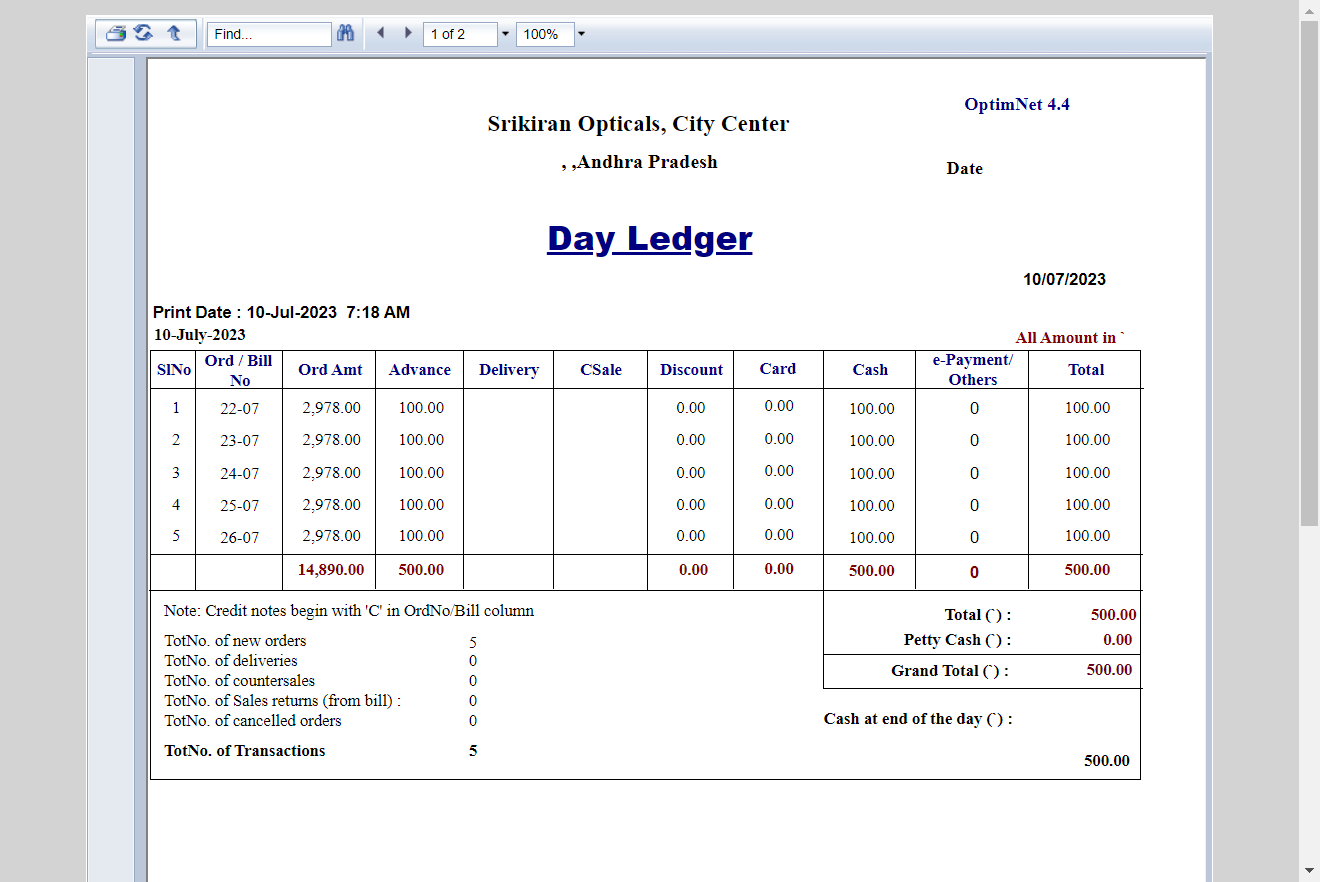 Find...
1 of 2
100%
OptimNet 4.4
Srikiran Opticals, City Center
, ,Andhra Pradesh
Date
Day Ledger
10/07/2023
Print Date : 10-Jul-2023 7:18 AM
10-July-2023
All Amount in `
SlNo Ord / Bill No Ord Amt Advance Delivery CSale Discount Card Cash e-Payment/ Others Total
1 22-07 2,978.00 100.00 0.00 0.00 100.00 0 100.00
2 23-07 2,978.00 100.00 0.00 0.00 100.00 0 100.00
3 24-07 2,978.00 100.00 0.00 0.00 100.00 0 100.00
4 25-07 2,978.00 100.00 0.00 0.00 100.00 0 100.00
5 26-07 2,978.00 100.00 0.00 0.00 100.00 0 100.00
14,890.00 500.00 0.00 0.00 500.00 0 500.00
Note: Credit notes begin with 'C' in OrdNo/Bill column
TotNo. of new orders 5
TotNo. of deliveries 0
TotNo. of countersales 0
TotNo. of Sales returns (from bill) : 0
TotNo. of cancelled orders 0
TotNo. of Transactions 5
Total (`) : 500.00
Petty Cash (`) : 0.00
Grand Total (`) : 500.00
Cash at end of the day (`) :
500.00